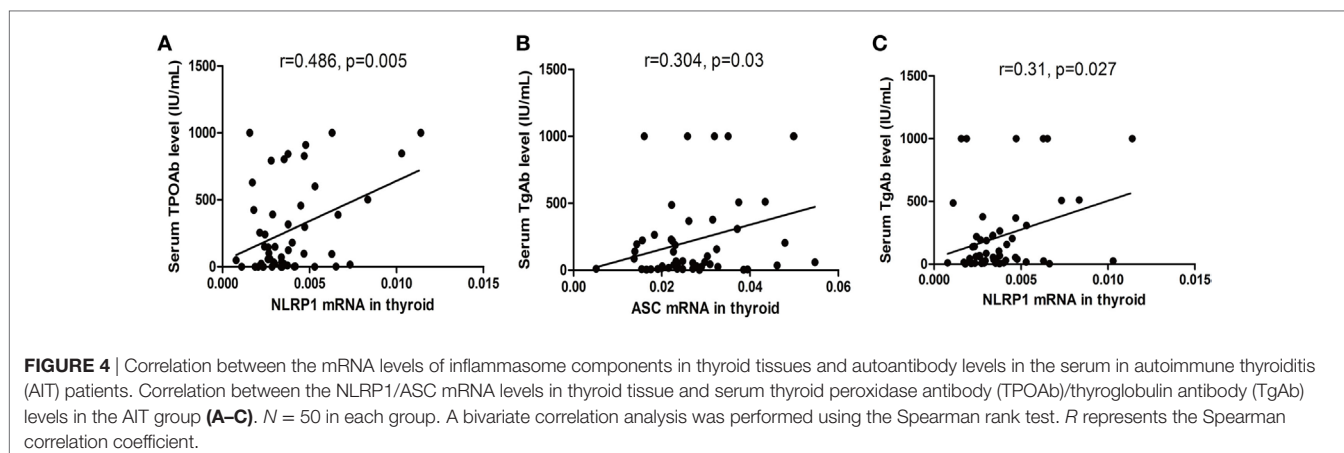 A
r=0.486, p=0.005
Serum TPOAb level (IU/mL)
1500
1000
500
0
0.000
0.005
0.010
0.015
NLRP1 mRNA in thyroid
B
r=0.304, p=0.03
Serum TgAb level (IU/mL)
1500
1000
500
0
0.00
0.02
0.04
0.06
ASC mRNA in thyroid
C
r=0.31, p=0.027
Serum TgAb level (IU/mL)
1500
1000
500
0
0.000
0.005
0.010
0.015
NLRP1 mRNA in thyroid
FIGURE 4 | Correlation between the mRNA levels of inflammasome components in thyroid tissues and autoantibody levels in the serum in autoimmune thyroiditis
(AIT) patients. Correlation between the NLRP1/ASC mRNA levels in thyroid tissue and serum thyroid peroxidase antibody (TPOAb)/thyroglobulin antibody (TgAb)
levels in the AIT group (A–C). N = 50 in each group. A bivariate correlation analysis was performed using the Spearman rank test. R represents the Spearman
correlation coefficient.